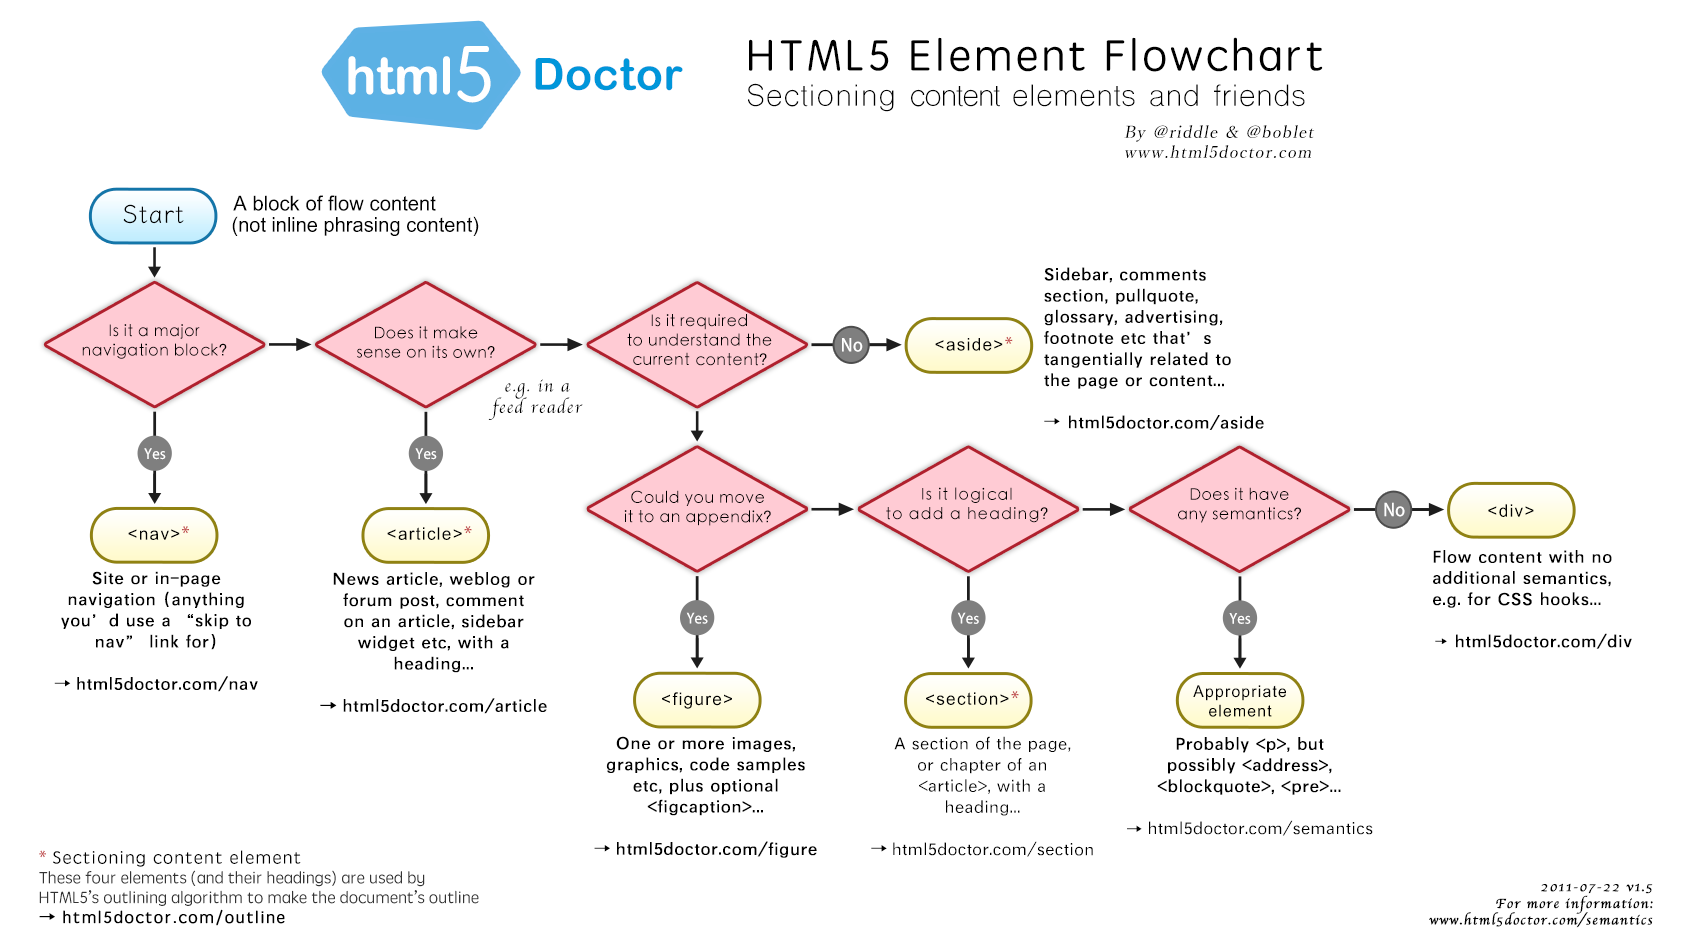 html5 Doctor
HTML5 Element Flowchart
Sectioning content elements and friends
By @riddle & @boblet
www.html5doctor.com
Start
A block of flow content
(not inline phrasing content)
Is it a major
navigation block?
Does it make
sense on its own?
e.g. in a
feed reader
Is it required
to understand the
current content?
No
<aside>*
Sidebar, comments
section, pullquote,
glossary, advertising,
footnote etc that's
tangentially related to
the page or content...
→ html5doctor.com/aside
Yes
<nav>*
Site or in-page
navigation (anything
you'd use a “skip to
nav” link for)
→ html5doctor.com/nav
Yes
<article>*
News article, weblog or
forum post, comment
on an article, sidebar
widget etc, with a
heading...
→ html5doctor.com/article
Could you move
it to an appendix?
Is it logical
to add a heading?
Does it have
any semantics?
No
<div>
Flow content with no
additional semantics,
e.g. for CSS hooks...
→ html5doctor.com/div
Yes
<figure>
One or more images,
graphics, code samples
etc, plus optional
<figcaption>...
→ html5doctor.com/figure
Yes
<section>*
A section of the page,
or chapter of an
<article>, with a
heading...
→ html5doctor.com/section
Yes
Appropriate
element
Probably <p>, but
possibly <address>,
<blockquote>, <pre>...
→ html5doctor.com/semantics
* Sectioning content element
These four elements (and their headings) are used by
HTML5's outlining algorithm to make the document's outline
→ html5doctor.com/outline
2011-07-22 v1.5
For more information:
www.html5doctor.com/semantics